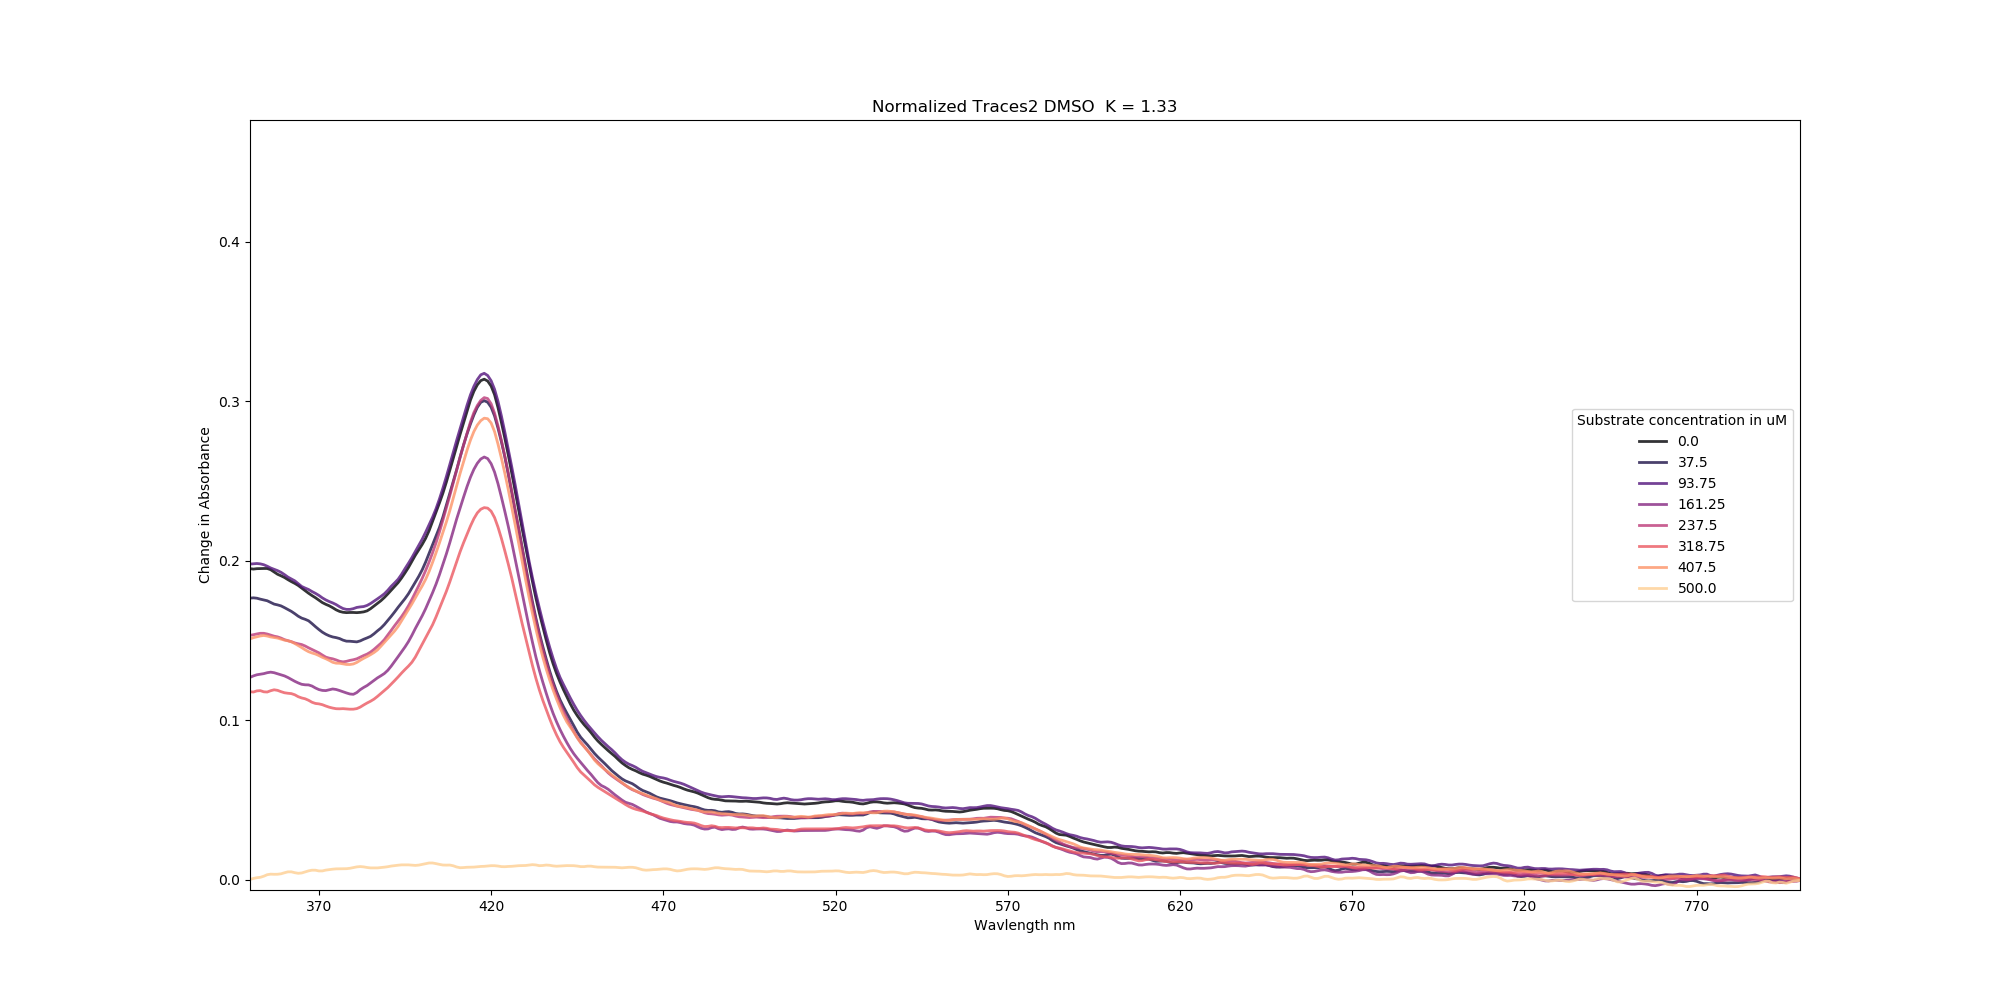 Normalized Traces2 DMSO  K = 1.33
Change in Absorbance
0.4
0.3
0.2
0.1
0.0
Substrate concentration in uM
0.0
37.5
93.75
161.25
237.5
318.75
407.5
500.0
370 420 470 520 570 620 670 720 770
Wavlength nm